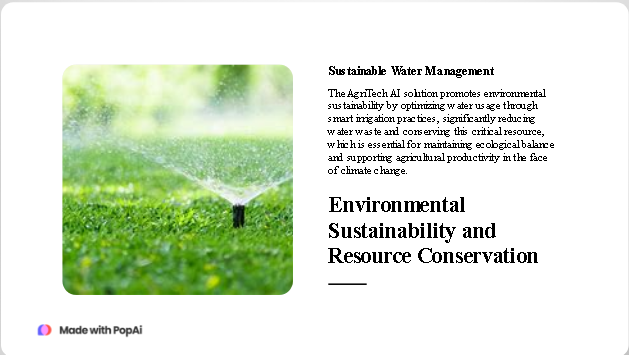 Sustainable Water Management
The AgriTech AI solution promotes environmental
sustainability by optimizing water usage through
smart irrigation practices, significantly reducing
water waste and conserving this critical resource,
which is essential for maintaining ecological balance
and supporting agricultural productivity in the face
of climate change.
Environmental
Sustainability and
Resource Conservation
Made with PopAi